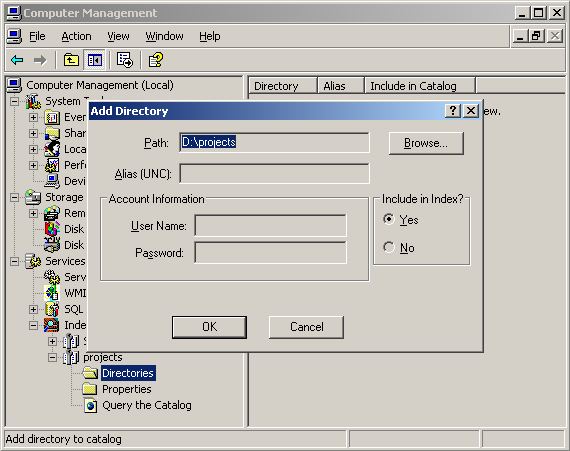 Computer Management
File Action View Window Help
Computer Management (Local)
Directory Alias Include in Catalog
System
Even
Shar
Loca
Perfo
Devi
Storage
Rem
Disk
Disk
Services
Serv
WMI
SQL
Inde
S
projects
Directories
Properties
Query the Catalog
ew.
Add Directory
Path: D:\projects Browse...
Alias (UNC):
Account Information
User Name:
Password:
Include in Index?
Yes
No
OK Cancel
Add directory to catalog